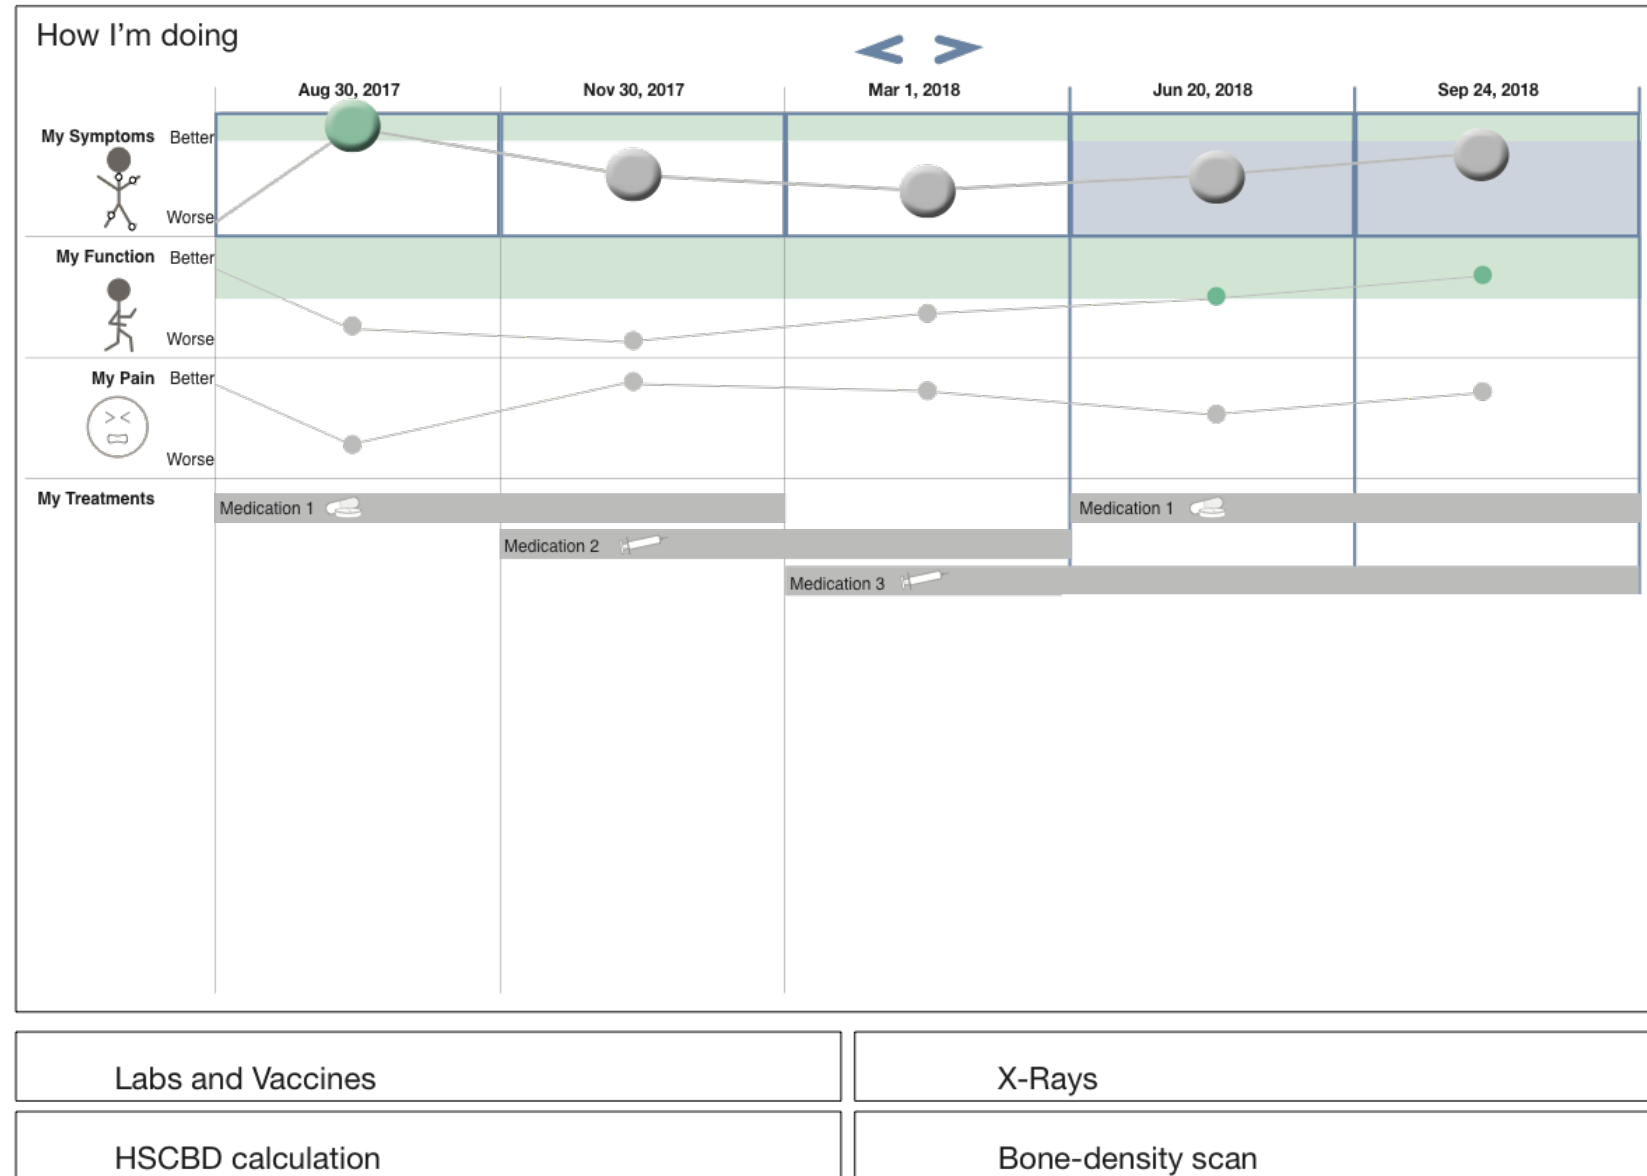 How I'm doing
< >
Aug 30, 2017 Nov 30, 2017 Mar 1, 2018 Jun 20, 2018 Sep 24, 2018
My Symptoms Better
Worse
My Function Better
Worse
My Pain Better
Worse
My Treatments
Medication 1 Medication 1
Medication 2
Medication 3
Labs and Vaccines X-Rays
HSCBD calculation Bone-density scan